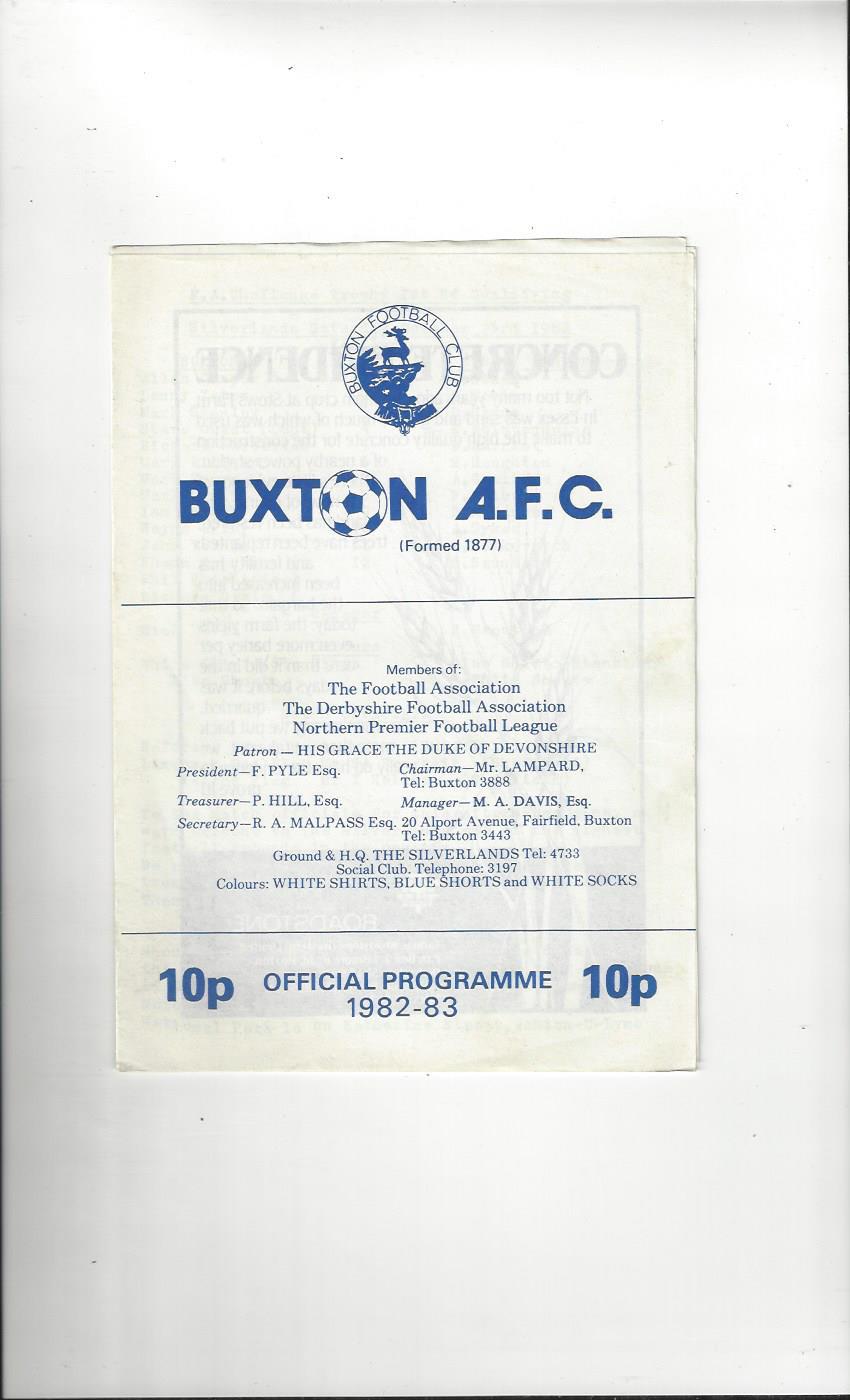 BUXTON FOOTBALL CLUB
BUXTON A.F.C.
(Formed 1877)
Members of:
The Football Association
The Derbyshire Football Association
Northern Premier Football League
Patron — HIS GRACE THE DUKE OF DEVONSHIRE
President—F. PYLE Esq. Chairman—Mr. LAMPARD,
Tel: Buxton 3888
Treasurer—P. HILL, Esq. Manager—M. A. DAVIS, Esq.
Secretary—R. A. MALPASS Esq. 20 Alport Avenue, Fairfield, Buxton
Tel: Buxton 3443
Ground & H.Q. THE SILVERLANDS Tel: 4733
Social Club. Telephone: 3197
Colours: WHITE SHIRTS, BLUE SHORTS and WHITE SOCKS
10p OFFICIAL PROGRAMME 10p
1982-83